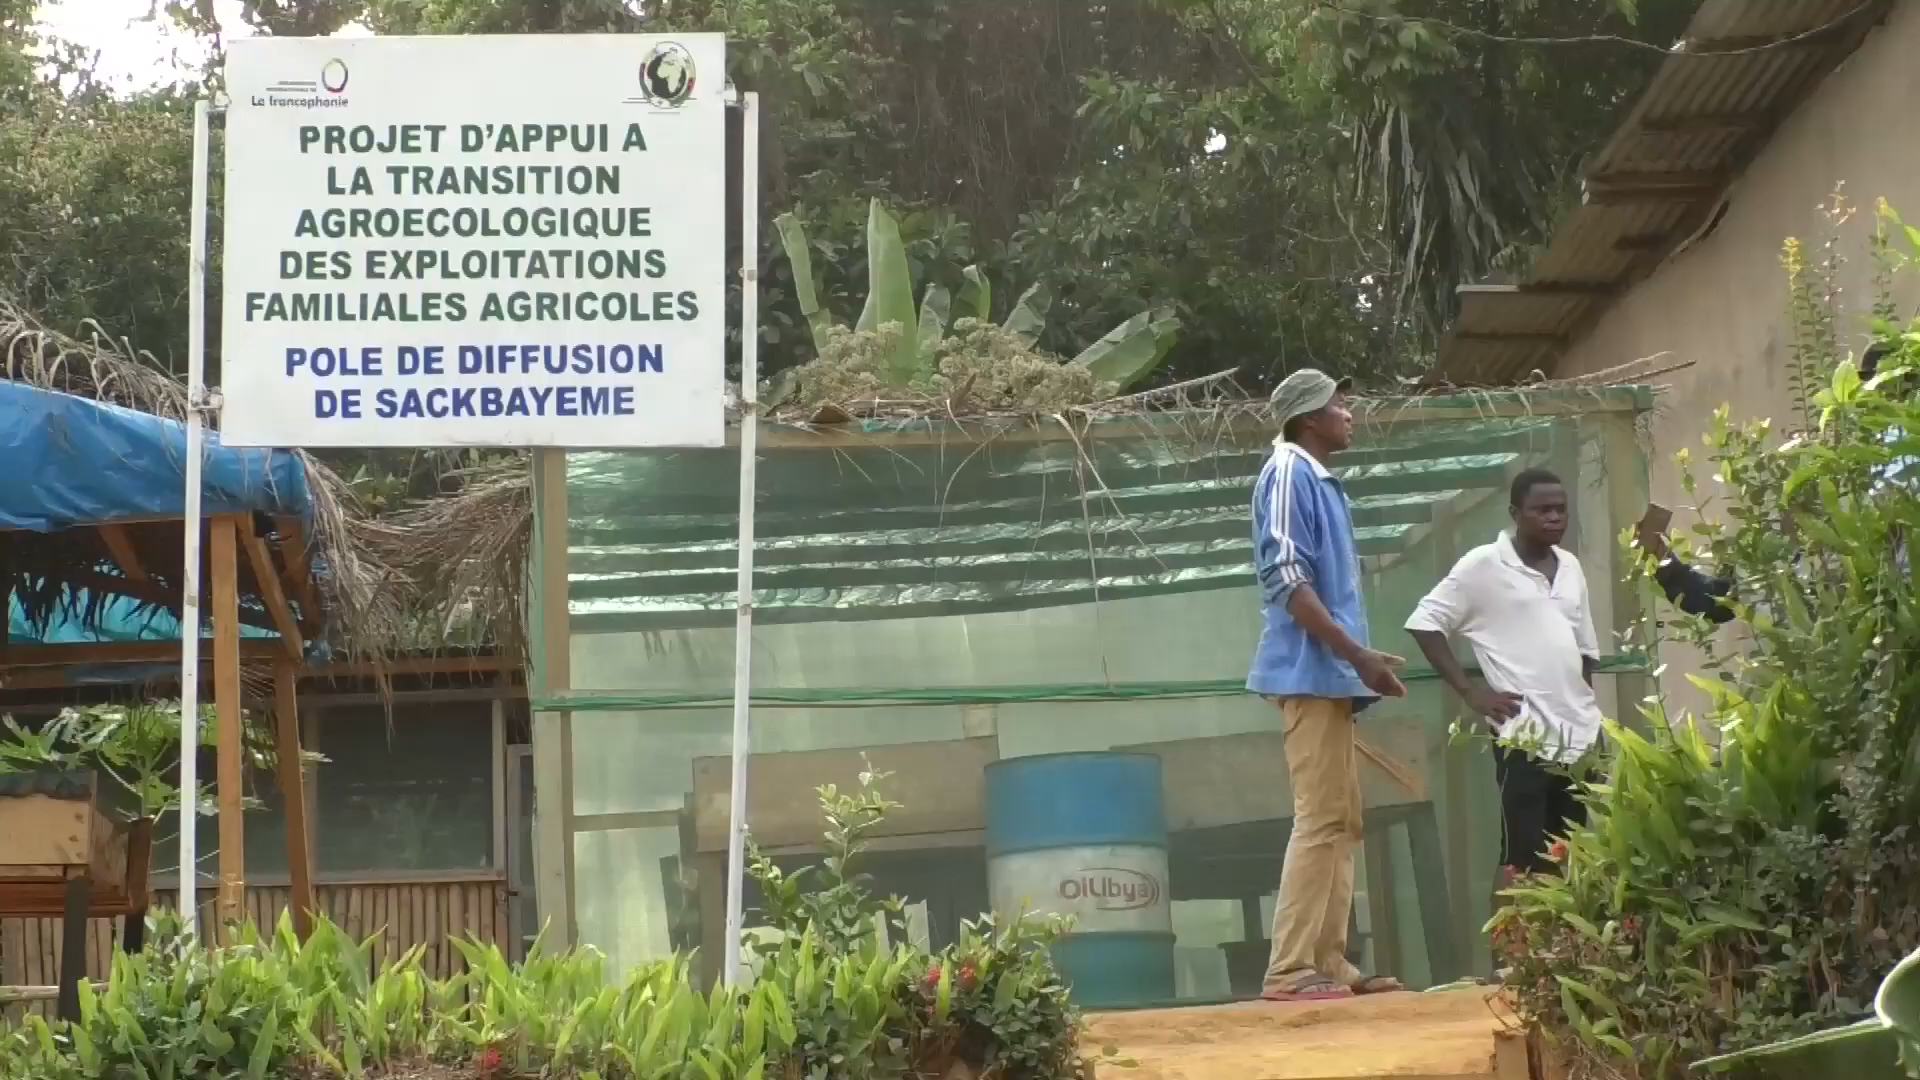 La francophonie
PROJET D'APPUI A
LA TRANSITION
AGROECOLOGIQUE
DES EXPLOITATIONS
FAMILIALES AGRICOLES
POLE DE DIFFUSION
DE SACKBAYEME
OiLibya